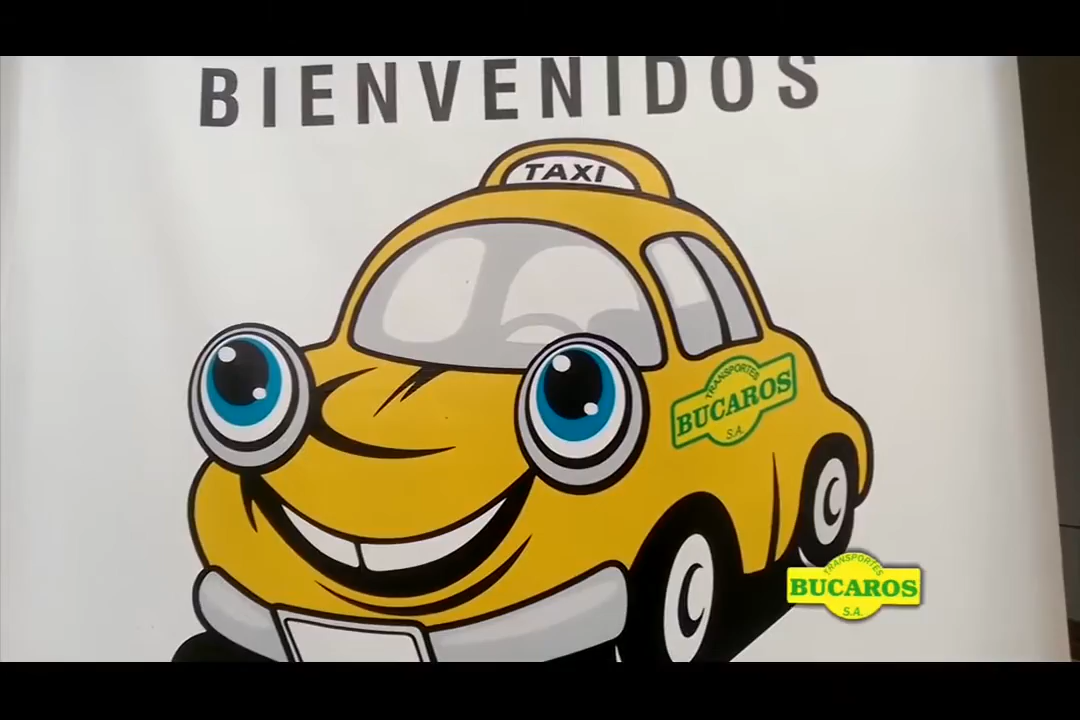 BIENVENIDOS
TAXI
TRANSPORTES
BUCAROS
S.A.
TRANSPORTES
BUCAROS
S.A.